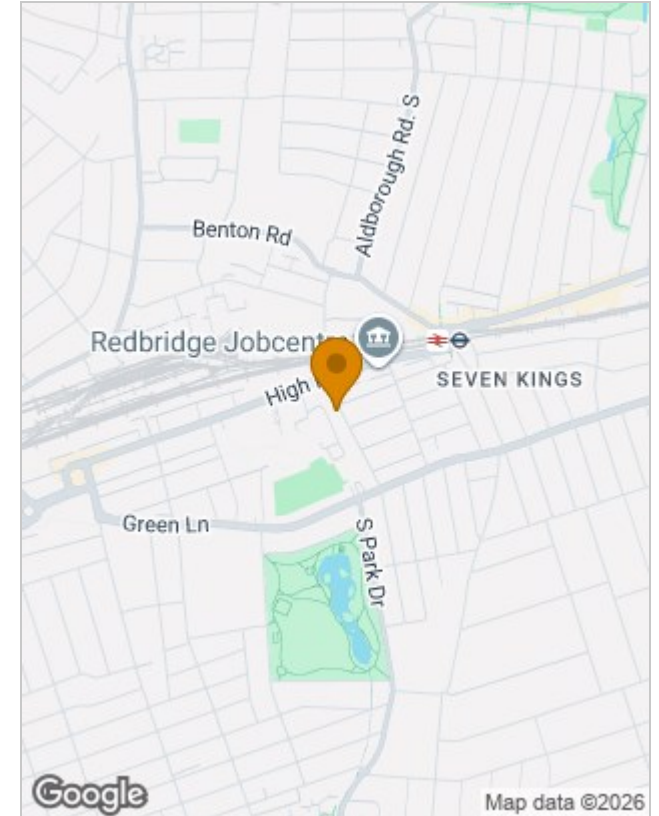 Aldborough Rd. S
Benton Rd
Redbridge Jobcentre
SEVEN KINGS
High
Green Ln
S Park Dr
Google
Map data ©2026